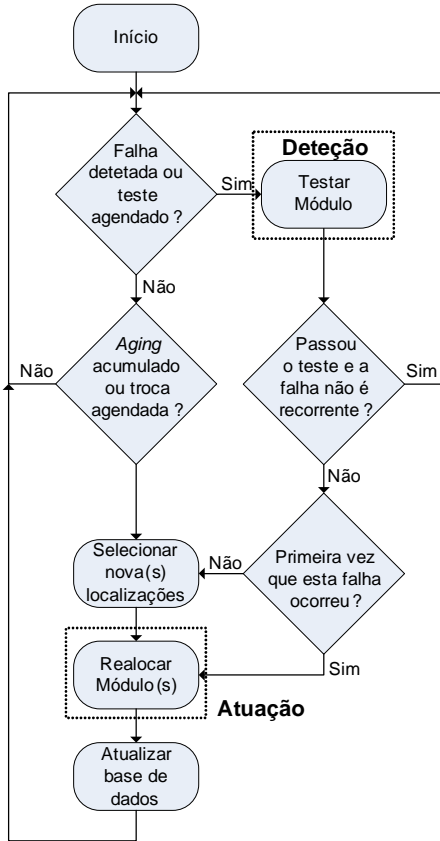 Início
Falha
detetada ou
teste
agendado ?
Sim
Deteção
Testar
Módulo
Não
Aging
acumulado
ou troca
agendada ?
Não
Passou
o teste e a
falha não é
recorrente ?
Sim
Não
Selecionar
nova(s)
localizações
Não
Primeira vez
que esta falha
ocorreu ?
Sim
Realocar
Módulo(s)
Atuação
Atualizar
base de
dados